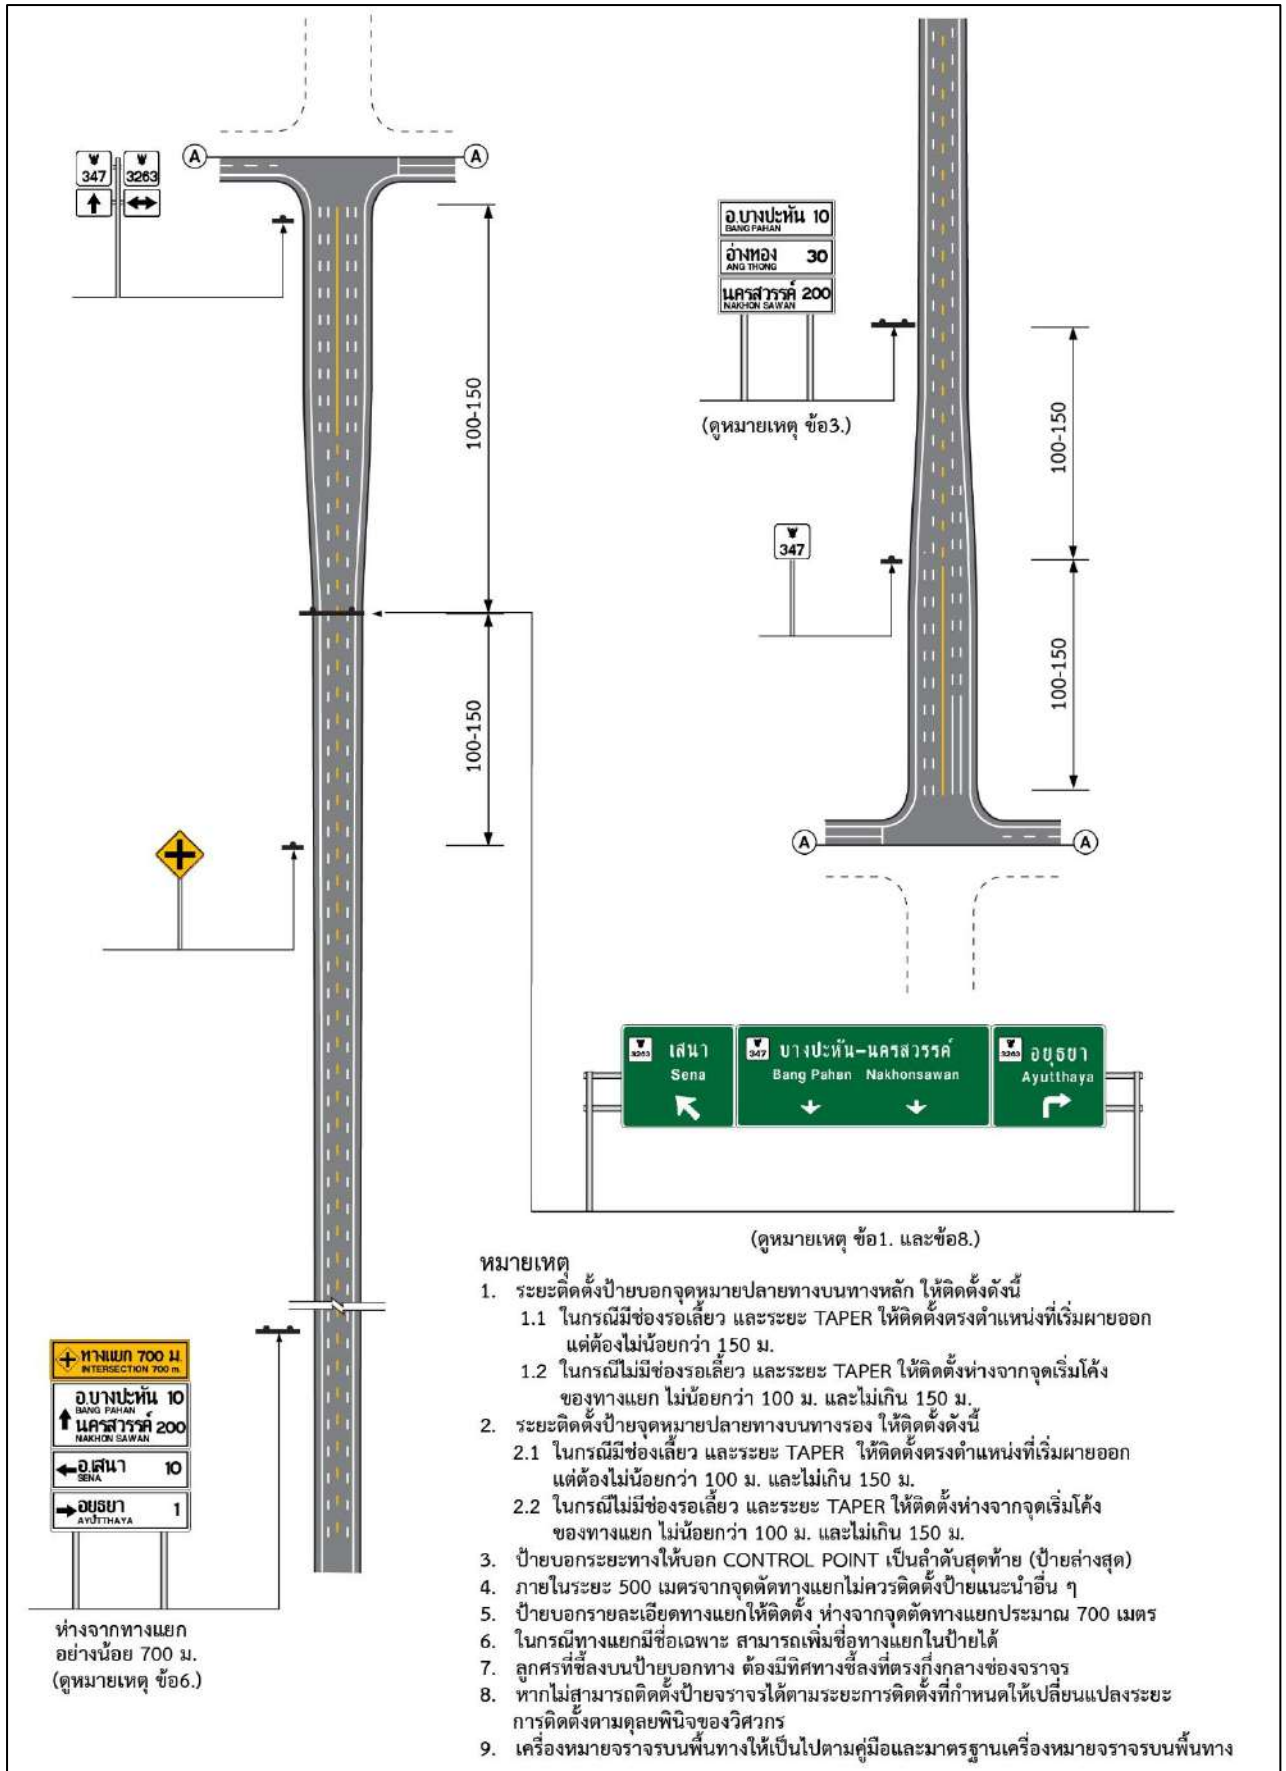 347 3263
A A
100-150
100-150
ทางแยก 700 ม.
INTERSECTION 700 m.
อ.บางปะหัน 10
BANG PAHAN
นครสวรรค์ 200
NAKHON SAWAN
อ.เสนา 10
SENA
อยุธยา 1
AYUTTHAYA
ห่างจากทางแยก
อย่างน้อย 700 ม.
(ดูหมายเหตุ ข้อ6.)
อ.บางปะหัน 10
BANG PAHAN
อ่างทอง 30
ANG THONG
นครสวรรค์ 200
NAKHON SAWAN
(ดูหมายเหตุ ข้อ3.)
100-150
347
100-150
A A
3263 เสนา
Sena
347 บางปะหัน-นครสวรรค์
Bang Pahan Nakhonsawan
3263 อยุธยา
Ayutthaya
(ดูหมายเหตุ ข้อ1. และข้อ8.)
หมายเหตุ
1. ระยะติดตั้งป้ายบอกจุดหมายปลายทางบนทางหลัก ให้ติดตั้งดังนี้
1.1 ในกรณีมีช่องรอเลี้ยว และระยะ TAPER ให้ติดตั้งตรงตำแหน่งที่เริ่มผายออก
แต่ต้องไม่น้อยกว่า 150 ม.
1.2 ในกรณีไม่มีช่องรอเลี้ยว และระยะ TAPER ให้ติดตั้งห่างจากจุดเริ่มโค้ง
ของทางแยก ไม่น้อยกว่า 100 ม. และไม่เกิน 150 ม.
2. ระยะติดตั้งป้ายจุดหมายปลายทางบนทางรอง ให้ติดตั้งดังนี้
2.1 ในกรณีมีช่องเลี้ยว และระยะ TAPER ให้ติดตั้งตรงตำแหน่งที่เริ่มผายออก
แต่ต้องไม่น้อยกว่า 100 ม. และไม่เกิน 150 ม.
2.2 ในกรณีไม่มีช่องรอเลี้ยว และระยะ TAPER ให้ติดตั้งห่างจากจุดเริ่มโค้ง
ของทางแยก ไม่น้อยกว่า 100 ม. และไม่เกิน 150 ม.
3. ป้ายบอกระยะทางให้บอก CONTROL POINT เป็นลำดับสุดท้าย (ป้ายล่างสุด)
4. ภายในระยะ 500 เมตรจากจุดตัดทางแยกไม่ควรติดตั้งป้ายแนะนำอื่น ๆ
5. ป้ายบอกรายละเอียดทางแยกให้ติดตั้ง ห่างจากจุดตัดทางแยกประมาณ 700 เมตร
6. ในกรณีทางแยกมีชื่อเฉพาะ สามารถเพิ่มชื่อทางแยกในป้ายได้
7. ลูกศรที่ชี้ลงบนป้ายบอกทาง ต้องมีทิศทางชี้ลงที่ตรงกึ่งกลางช่องจราจร
8. หากไม่สามารถติดตั้งป้ายจราจรได้ตามระยะการติดตั้งที่กำหนดให้เปลี่ยนแปลงระยะ
การติดตั้งตามดุลยพินิจของวิศวกร
9. เครื่องหมายจราจรบนพื้นทางให้เป็นไปตามคู่มือและมาตรฐานเครื่องหมายจราจรบนพื้นทาง